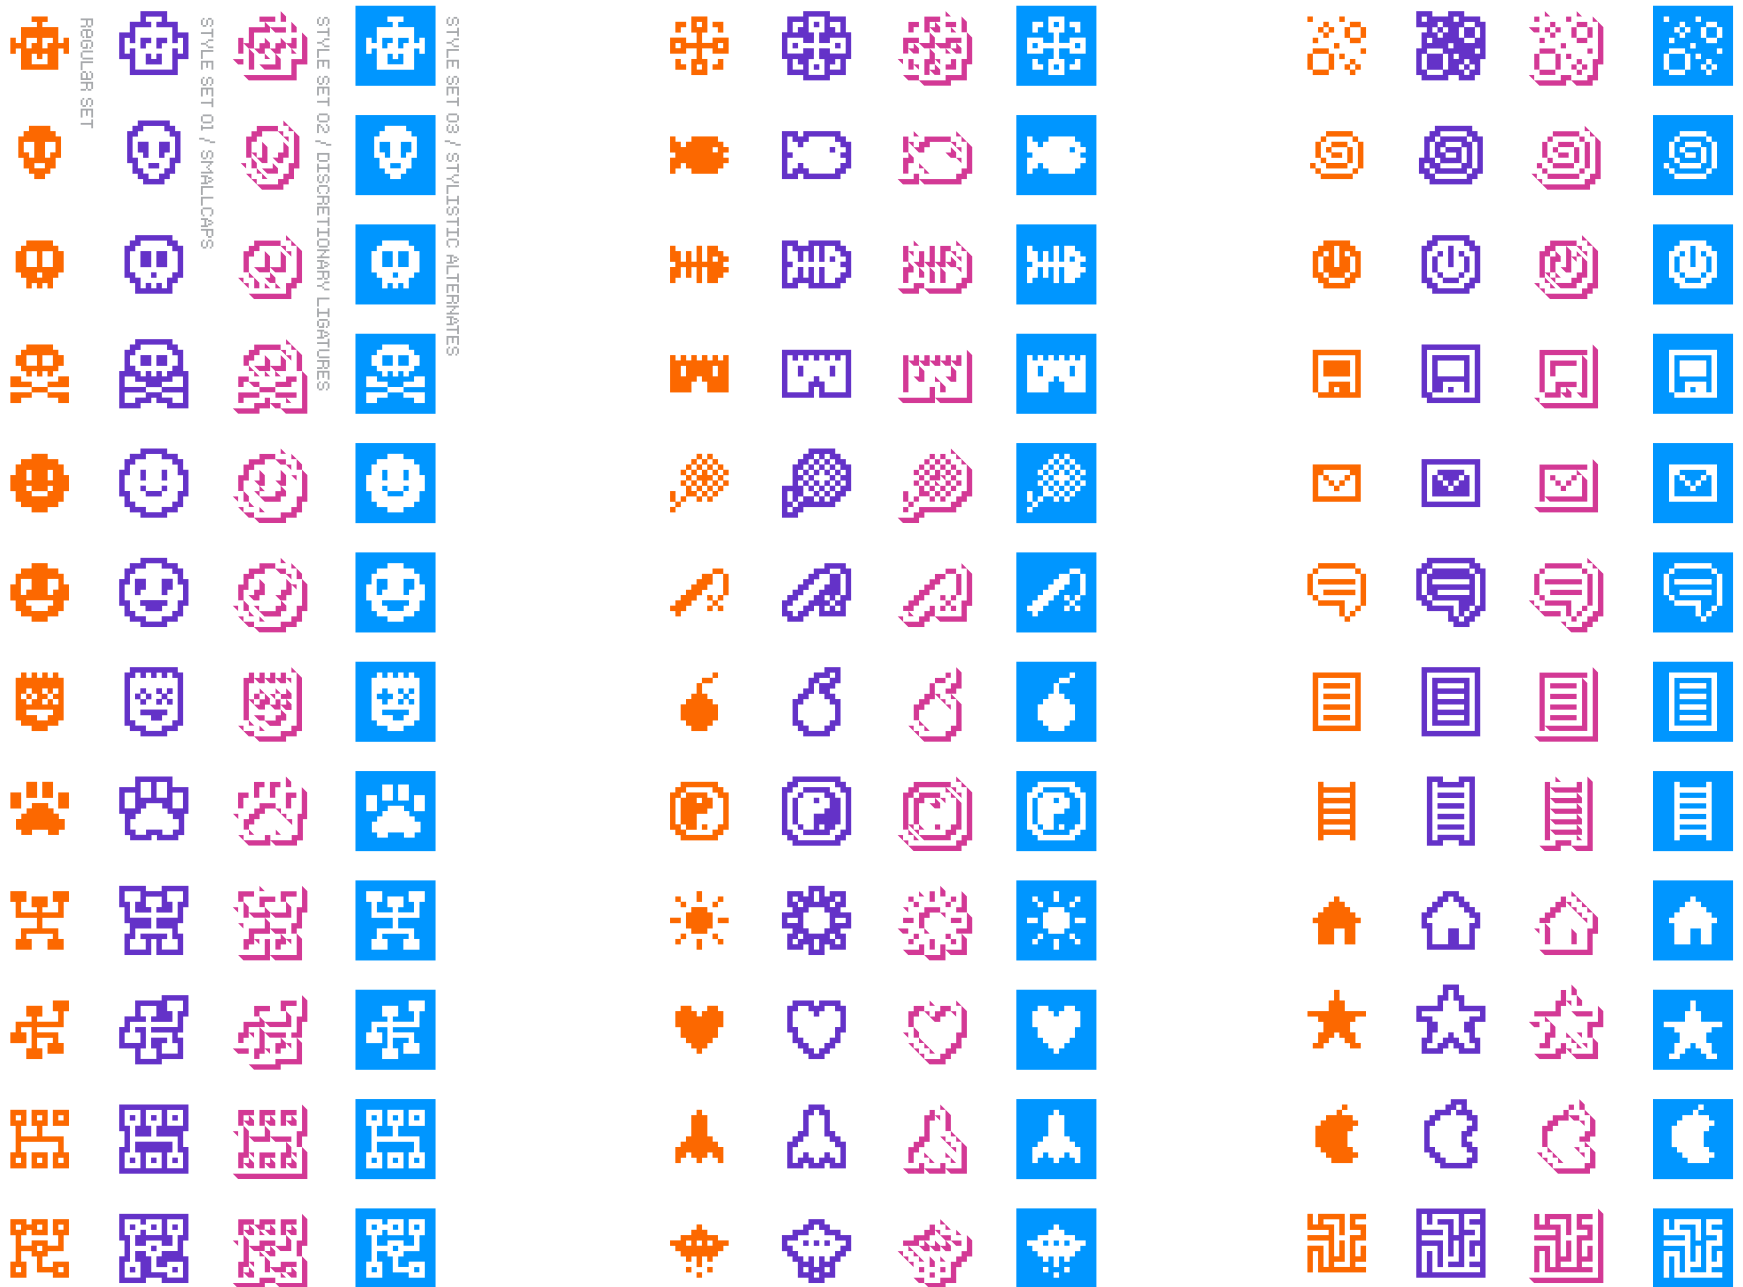 REGULAR SET
STYLE SET 01 / SMALLCAPS
STYLE SET 02 / DISCRETIONARY LIGATURES
STYLE SET 03 / STYLISTIC ALTERNATES